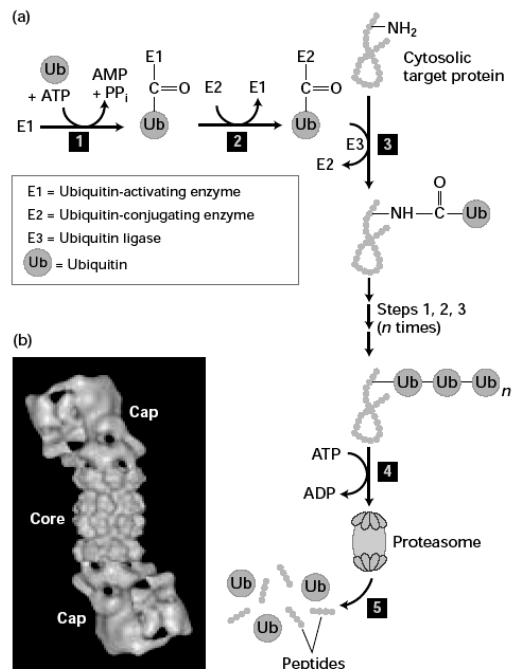 (a)
Ub
+ ATP
AMP
+ PPi
E1
1
E1
C=O
Ub
E2
E1
2
E2
C=O
Ub
NH2
Cytosolic
target protein
E3
E2
3
E1 = Ubiquitin-activating enzyme
E2 = Ubiquitin-conjugating enzyme
E3 = Ubiquitin ligase
Ub = Ubiquitin
O
NH—C—Ub
Steps 1, 2, 3
(n times)
Ub—Ub—Ub n
ATP
ADP
4
Proteasome
5
Ub
Ub
Ub
Peptides
(b)
Cap
Core
Cap